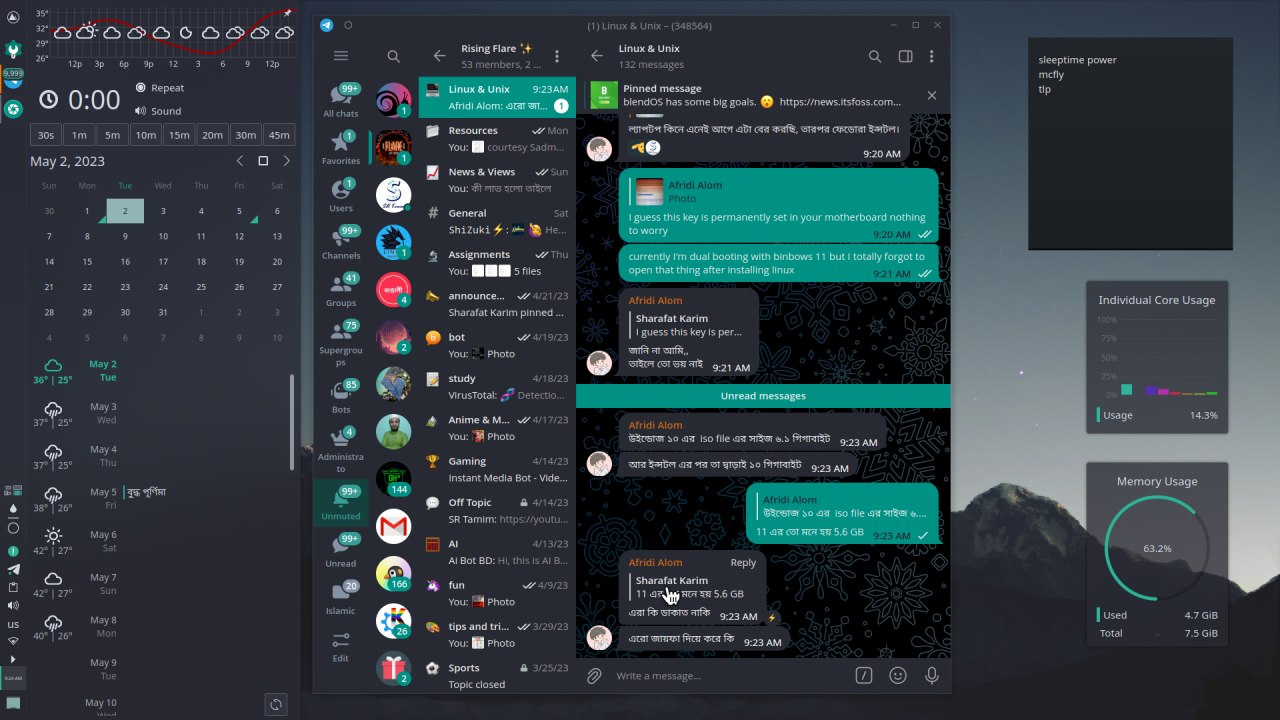 35°
32°
29°
26°
12p 3p 6p 9p 12a 3a 6a 9a 12p
9,999
0:00
Repeat
Sound
30s 1m 5m 10m 15m 20m 30m 45m
May 2, 2023
Sun Mon Tue Wed Thu Fri Sat
30 1 2 3 4 5 6
7 8 9 10 11 12 13
14 15 16 17 18 19 20
21 22 23 24 25 26 27
28 29 30 31 1 2 3
4 5 6 7 8 9 10
May 2
36° | 25° Tue
May 3
37° | 25° Wed
May 4
37° | 25° Thu
May 5 বুদ্ধ পূর্ণিমা
38° | 26° Fri
May 6
42° | 27° Sat
May 7
42° | 27° Sun
May 8
40° | 26° Mon
May 9
Tue
May 10
Wed
us
9:24 AM
(1) Linux & Unix – (348564)
99+
All chats
1
Favorites
1
Users
99+
Channels
41
Groups
75
Supergrou
ps
85
Bots
4
Administra
to
99+
Unmuted
99+
Unread
20
Islamic
Edit
1
1
1
4
2
144
166
26
2
Rising Flare ✨
53 members, 2 ...
Linux & Unix 9:23AM
Afridi Alom: এরো জা... 1
Resources Mon
You: courtesy Sadm...
News & Views Sun
You: কী লাভ হলো তাইলে
General Sat
ShiZuki⚡: He...
Assignments Thu
You: 5 files
announce... 4/21/23
Sharafat Karim pinned ...
bot 4/19/23
You: Photo
study 4/18/23
VirusTotal: 🧬 Detectio...
Anime & M... 4/17/23
You: Photo
Gaming 4/14/23
Instant Media Bot - Vide...
Off Topic 4/14/23
SR Tamim: https://youtu...
AI 4/13/23
Ai Bot BD: Hi, this is AI B...
fun 4/9/23
You: Photo
tips and tri... 3/29/23
You: Photo
Sports 3/25/23
Topic closed
Linux & Unix
132 messages
Pinned message
blendOS has some big goals. 😮 https://news.itsfoss.com...
ল্যাপটপ কিনে এনেই আগে এটা বের করছি, তারপর ফেডোরা ইন্সটল।
9:20 AM
Afridi Alom
Photo
I guess this key is permanently set in your motherboard nothing
to worry 9:20 AM
currently I'm dual booting with binbows 11 but I totally forgot to
open that thing after installing linux 9:21 AM
Afridi Alom
Sharafat Karim
I guess this key is per...
জানি না আমি,,
তাইলে তো ভয় নাই 9:21 AM
Unread messages
Afridi Alom
উইন্ডোজ ১০ এর iso file এর সাইজ ৬.১ গিগাবাইট 9:23 AM
আর ইন্সটল এর পর তা দ্বাড়াই ১০ গিগাবাইট 9:23 AM
Afridi Alom
উইন্ডোজ ১০ এর iso file এর সাইজ ৬....
11 এর তো মনে হয় 5.6 GB 9:23 AM
Afridi Alom Reply
Sharafat Karim
11 এর মনে হয় 5.6 GB
এরা কি ডাকাত নাকি 9:23 AM
এরো জায়ফা দিয়ে করে কি 9:23 AM
Write a message...
sleeptime power
mcfly
tlp
Individual Core Usage
100%
75%
50%
25%
0%
Usage 14.3%
Memory Usage
63.2%
Used 4.7 GiB
Total 7.5 GiB